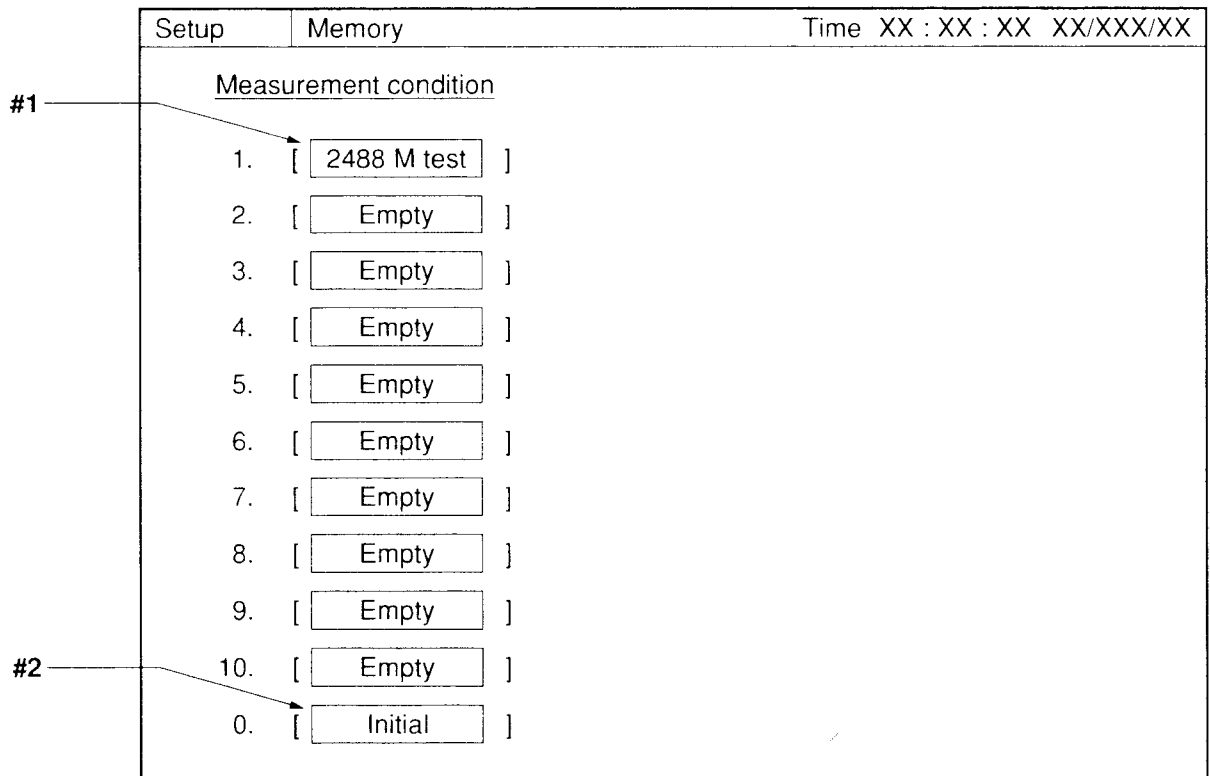 Setup Memory Time XX : XX : XX XX/XXX/XX
Measurement condition
#1
1. [ 2488 M test ]
2. [ Empty ]
3. [ Empty ]
4. [ Empty ]
5. [ Empty ]
6. [ Empty ]
7. [ Empty ]
8. [ Empty ]
9. [ Empty ]
#2
10. [ Empty ]
0. [ Initial ]